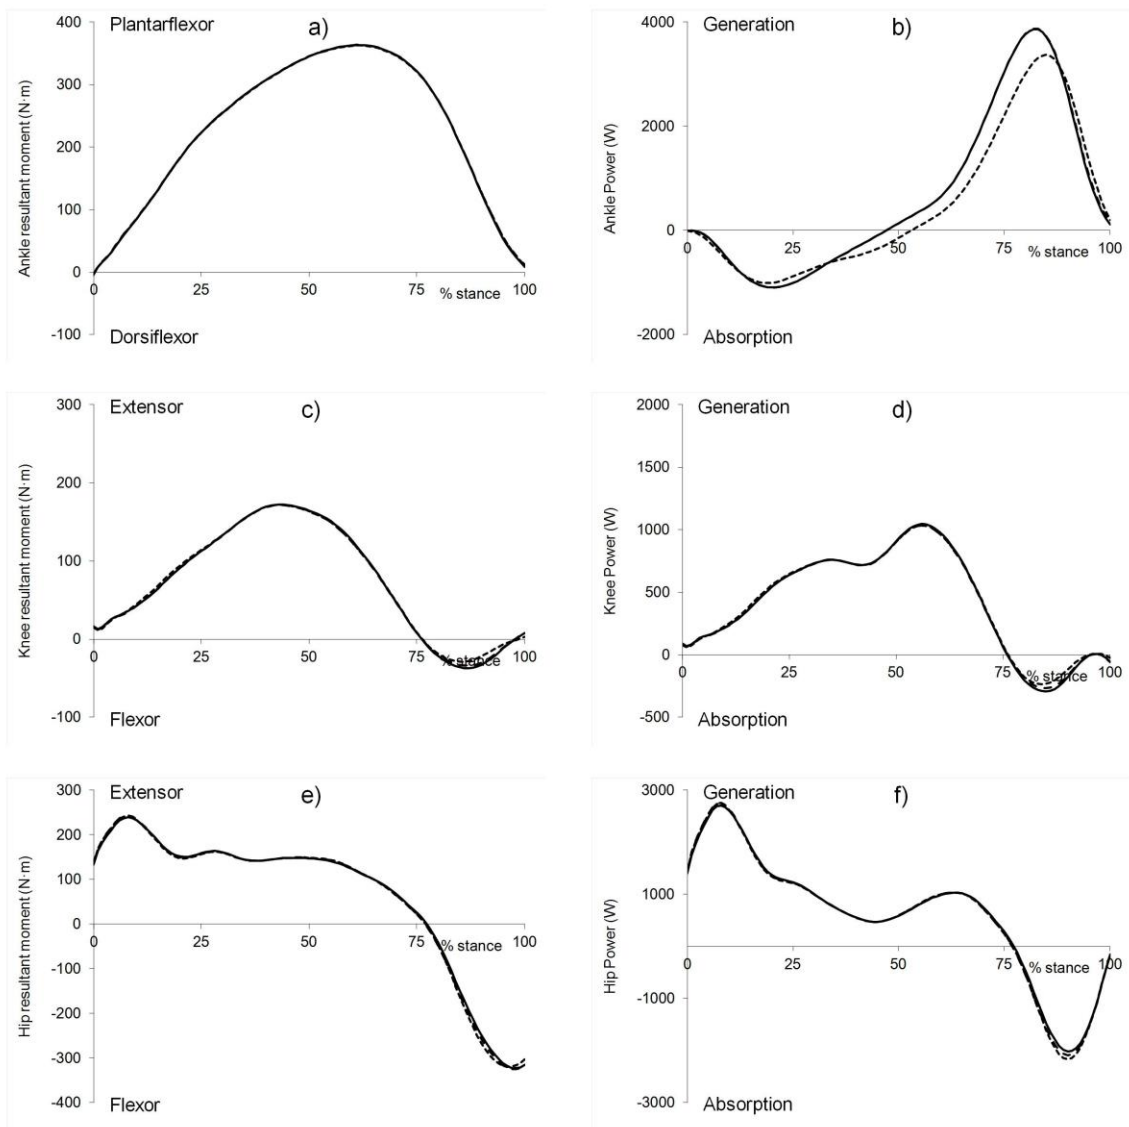 400
Plantarflexor
a)
300
200
100
0
-100
Ankle resultant moment (N·m)
0 25 50 75 100
% stance
Dorsiflexor
4000
Generation
b)
2000
0
-2000
Ankle Power (W)
0 25 50 75 100
% stance
Absorption
300
Extensor
c)
200
100
0
-100
Knee resultant moment (N·m)
0 25 50 75 100
% stance
Flexor
2000
Generation
d)
1500
1000
500
0
-500
Knee Power (W)
0 25 50 75 100
% stance
Absorption
300
Extensor
e)
200
100
0
-100
-200
-300
-400
Hip resultant moment (N·m)
0 25 50 75 100
% stance
Flexor
3000
Generation
f)
1000
-1000
-3000
Hip Power (W)
0 25 50 75 100
% stance
Absorption